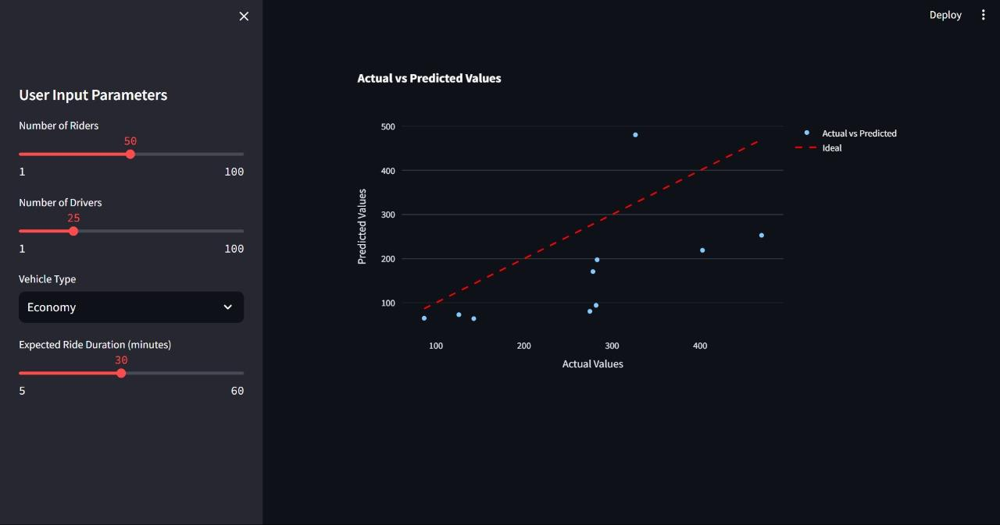 Deploy
User Input Parameters
Number of Riders
50
1 100
Number of Drivers
25
1 100
Vehicle Type
Economy
Expected Ride Duration (minutes)
30
5 60
Actual vs Predicted Values
500
400
300
200
100
Predicted Values
100 200 300 400
Actual Values
Actual vs Predicted
Ideal